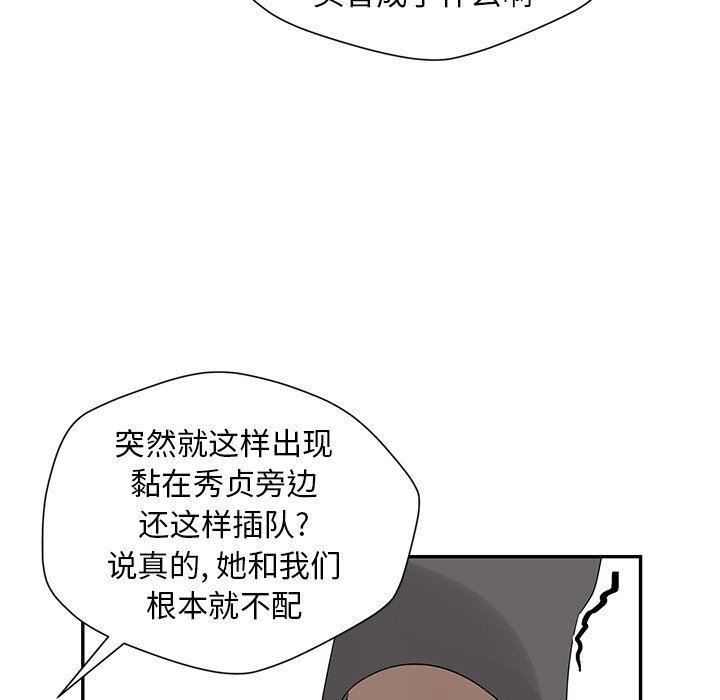 突然就这样出现
黏在秀贞旁边
还这样插队?
说真的, 她和我们
根本就不配